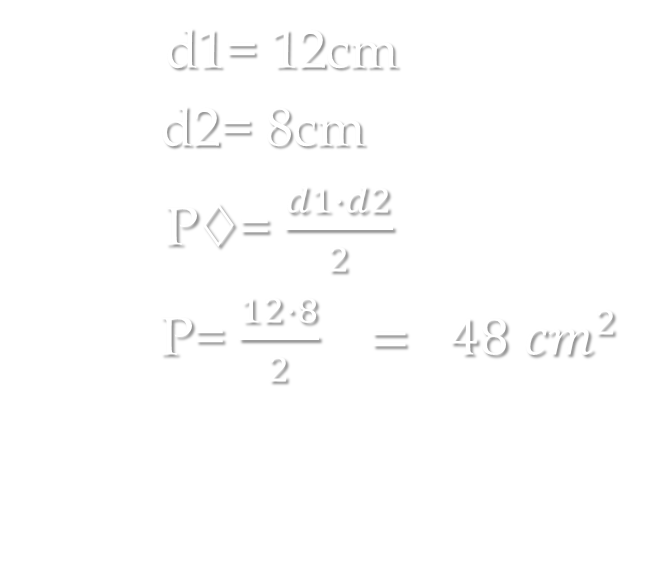 d1= 12cm
d2= 8cm
P◊= d1·d2/2
P= 12·8/2 = 48 cm²